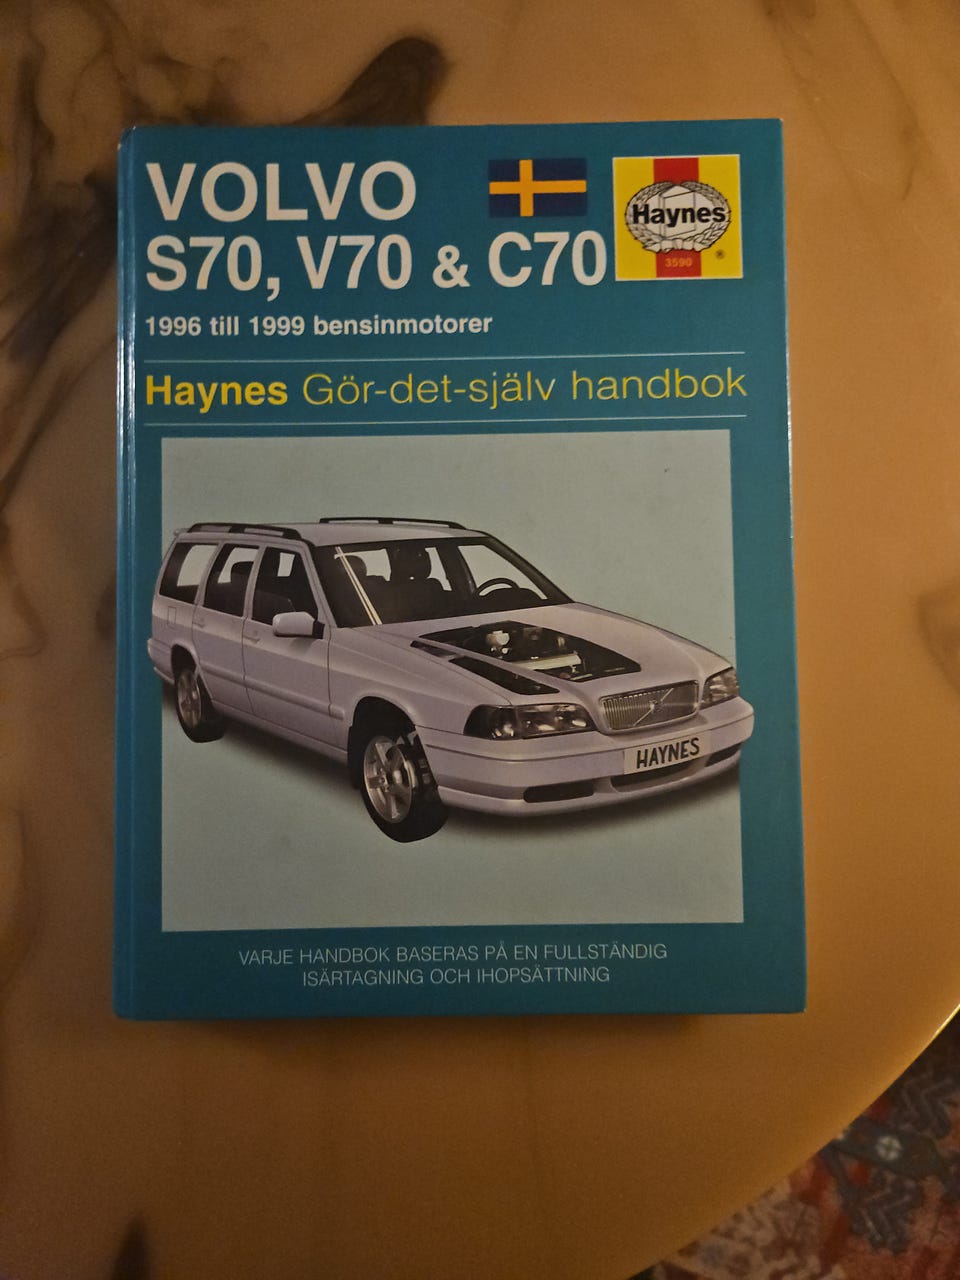 VOLVO
S70, V70 & C70
Haynes
3590
®
1996 till 1999 bensinmotorer
Haynes Gör-det-själv handbok
HAYNES
VARJE HANDBOK BASERAS PÅ EN FULLSTÄNDIG
ISÄRTAGNING OCH IHOPSÄTTNING